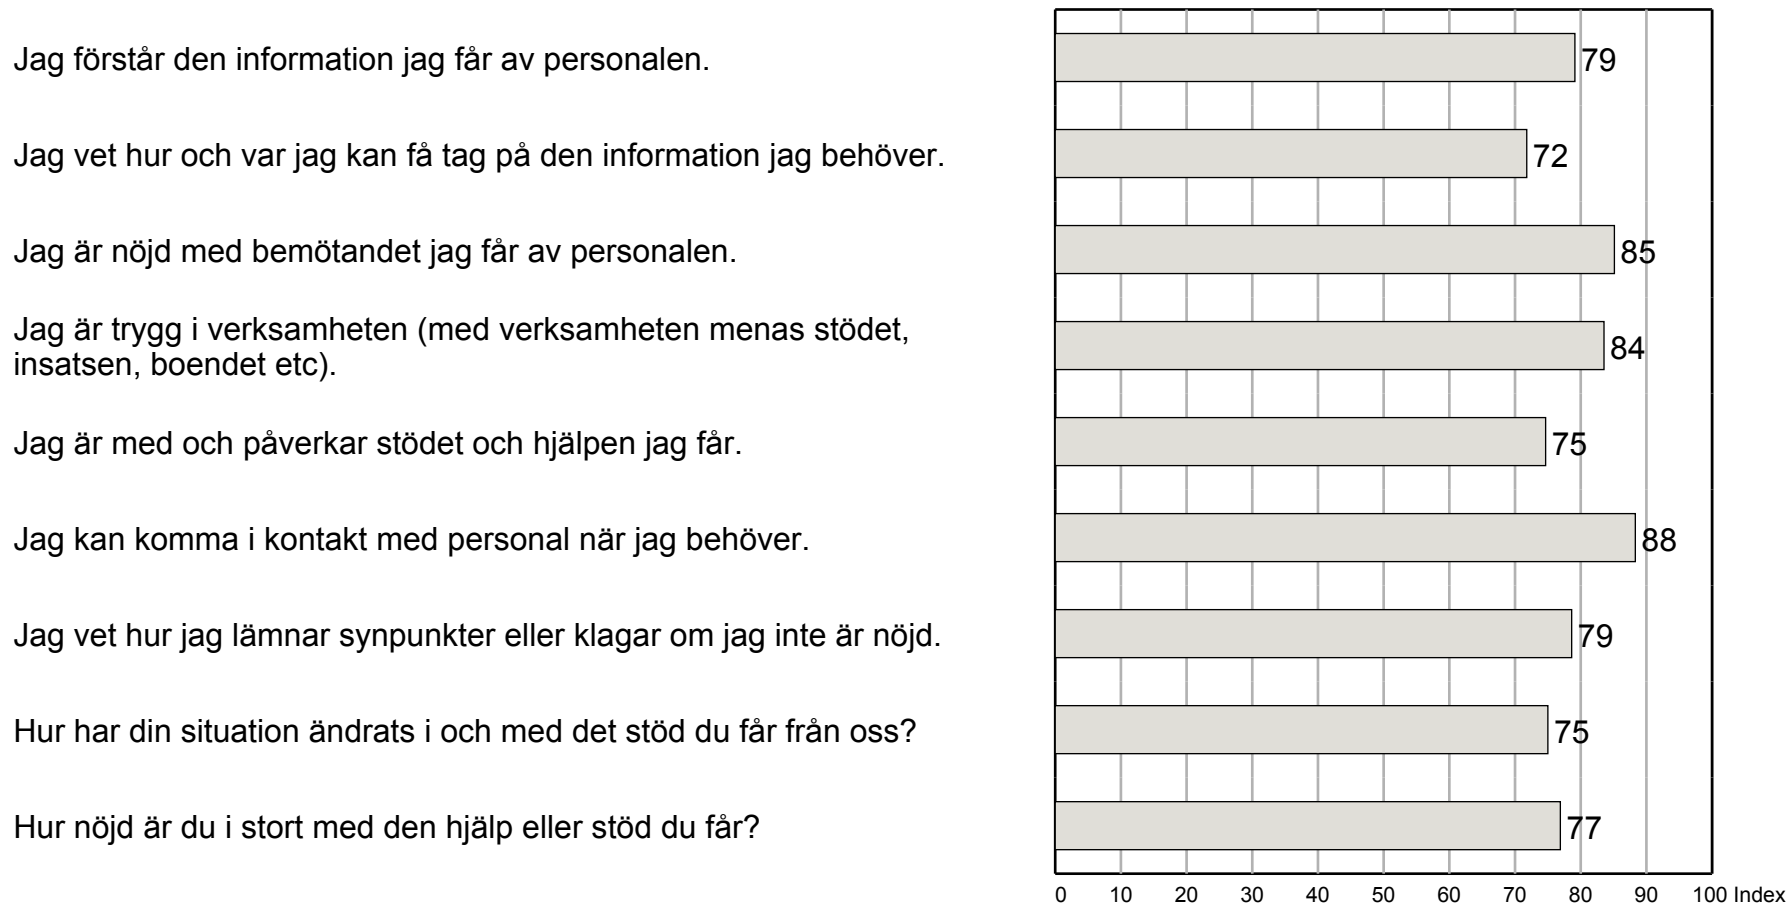 Jag förstår den information jag får av personalen.
79
Jag vet hur och var jag kan få tag på den information jag behöver.
72
Jag är nöjd med bemötandet jag får av personalen.
85
Jag är trygg i verksamheten (med verksamheten menas stödet,
insatsen, boendet etc).
84
Jag är med och påverkar stödet och hjälpen jag får.
75
Jag kan komma i kontakt med personal när jag behöver.
88
Jag vet hur jag lämnar synpunkter eller klagar om jag inte är nöjd.
79
Hur har din situation ändrats i och med det stöd du får från oss?
75
Hur nöjd är du i stort med den hjälp eller stöd du får?
77
0 10 20 30 40 50 60 70 80 90 100 Index